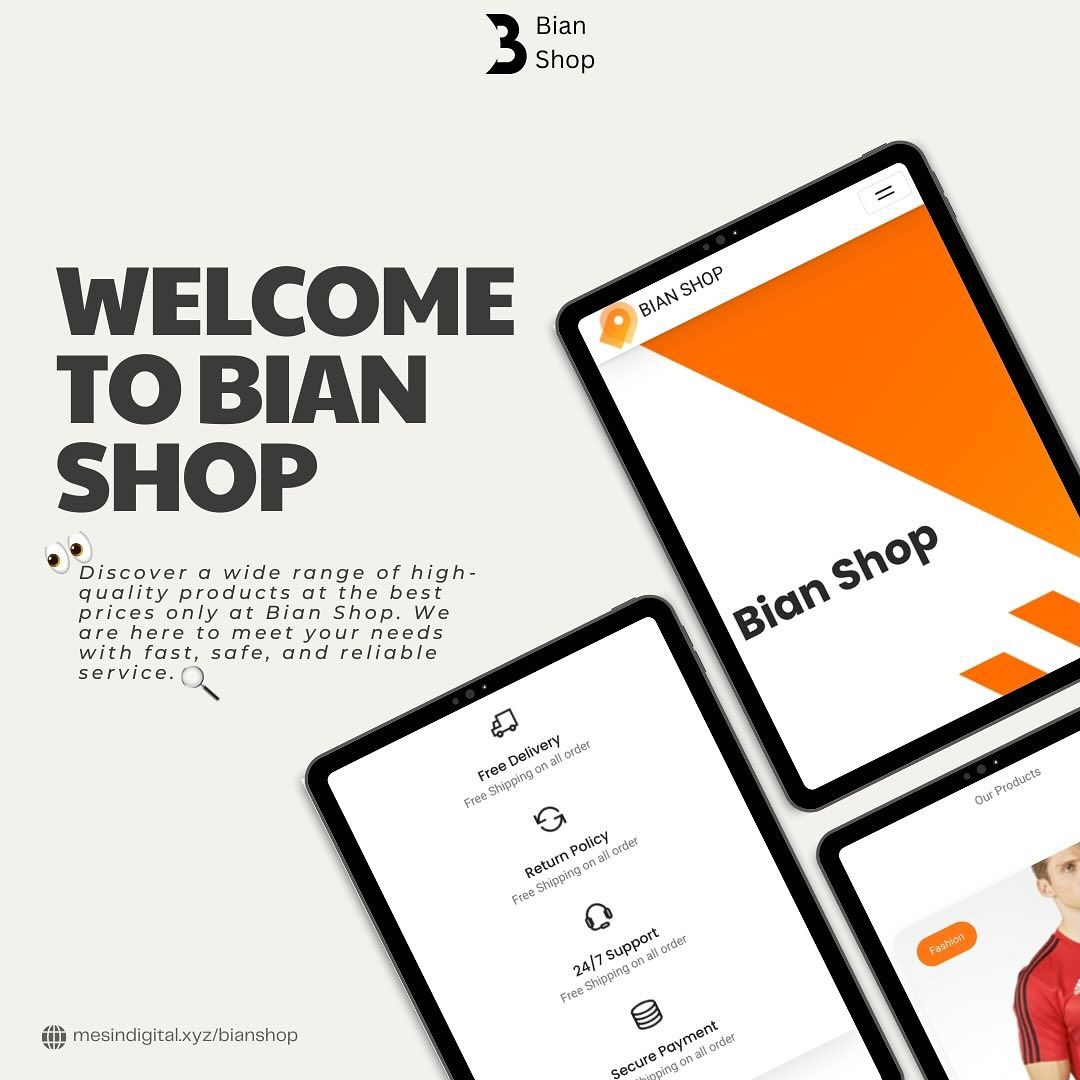 Bian
Shop
WELCOME
TO BIAN
SHOP
Discover a wide range of high-
quality products at the best
prices only at Bian Shop. We
are here to meet your needs
with fast, safe, and reliable
service.
BIAN SHOP
Bian Shop
Free Delivery
Free Shipping on all order
Return Policy
Free Shipping on all order
24/7 Support
Free Shipping on all order
Secure Payment
Free Shipping on all order
Our Products
Fashion
mesindigital.xyz/bianshop